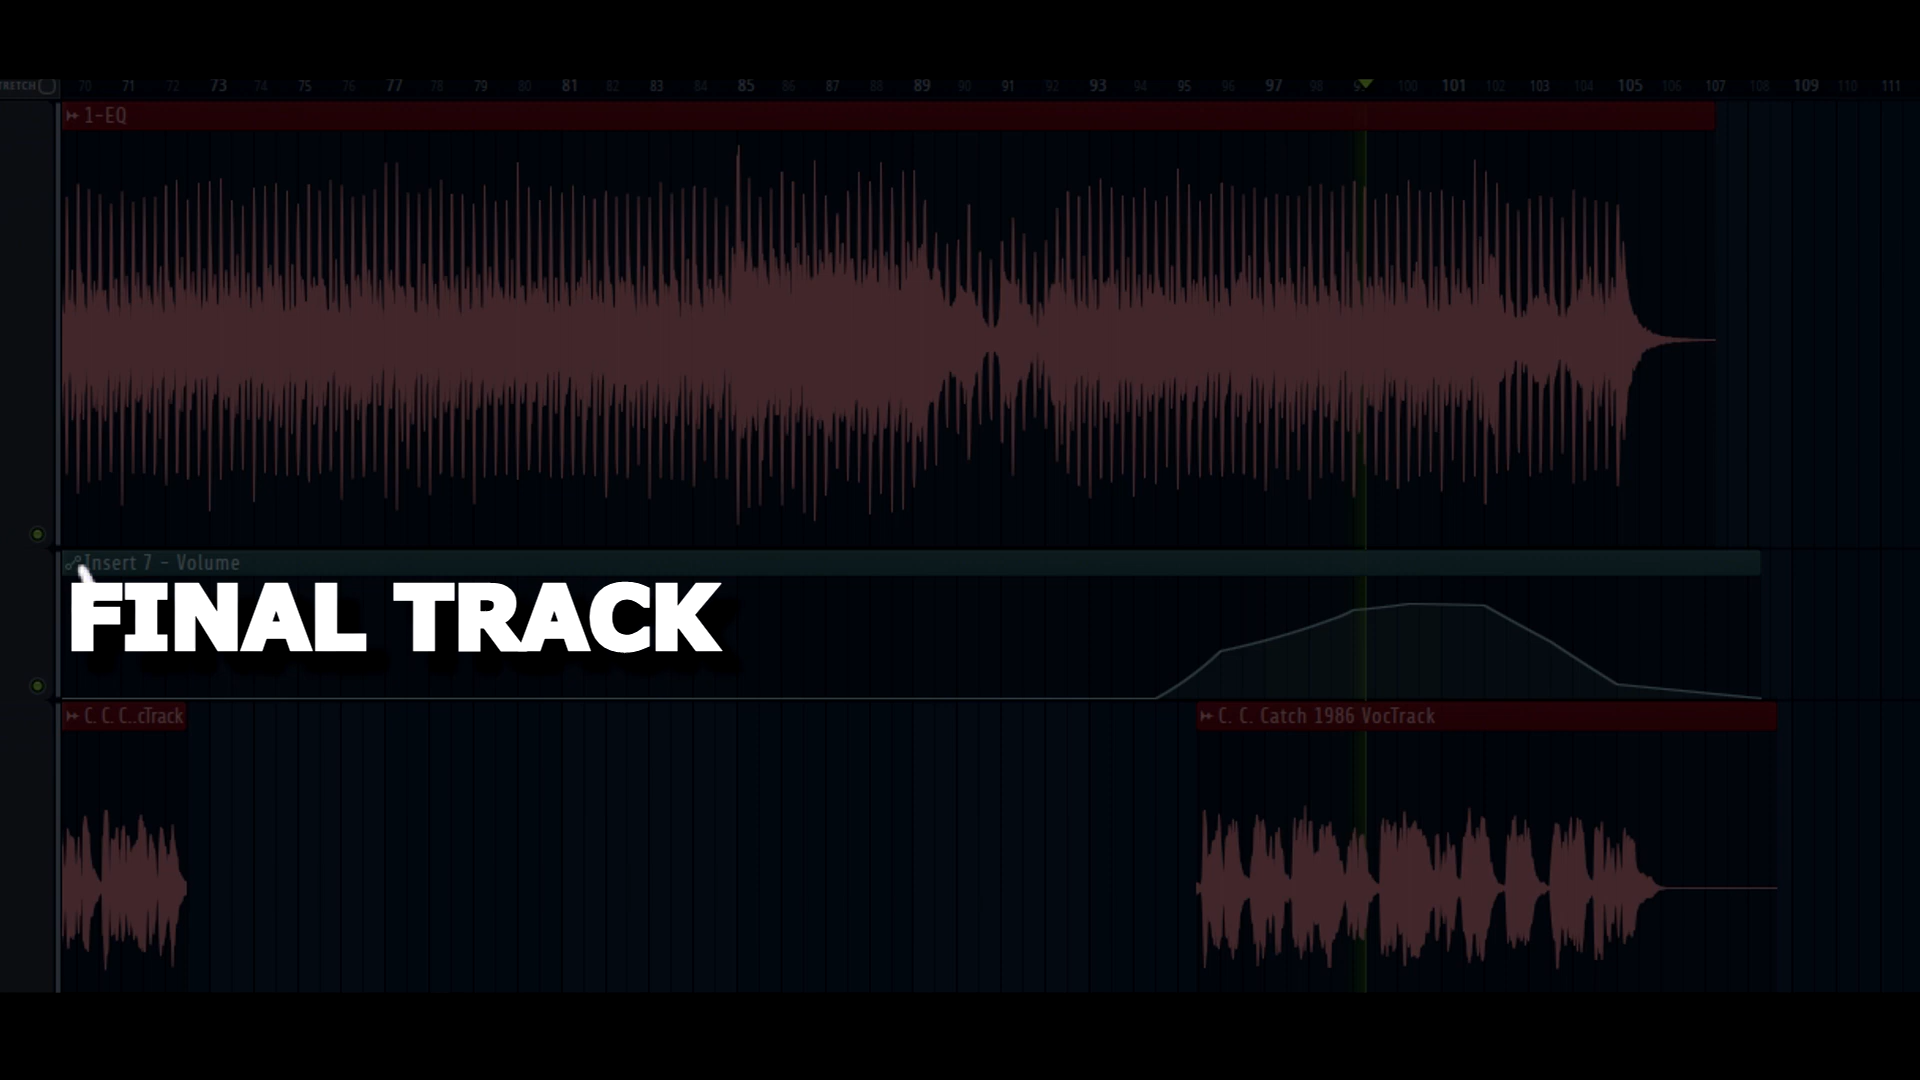 TRETCH
70 71 72 73 74 75 76 77 78 79 80 81 82 83 84 85 86 87 88 89 90 91 92 93 94 95 96 97 98 100 101 102 103 104 105 106 107 108 109 110 111
1-EQ
Insert 7 - Volume
FINAL TRACK
C. C. C..cTrack
C. C. Catch 1986 VocTrack